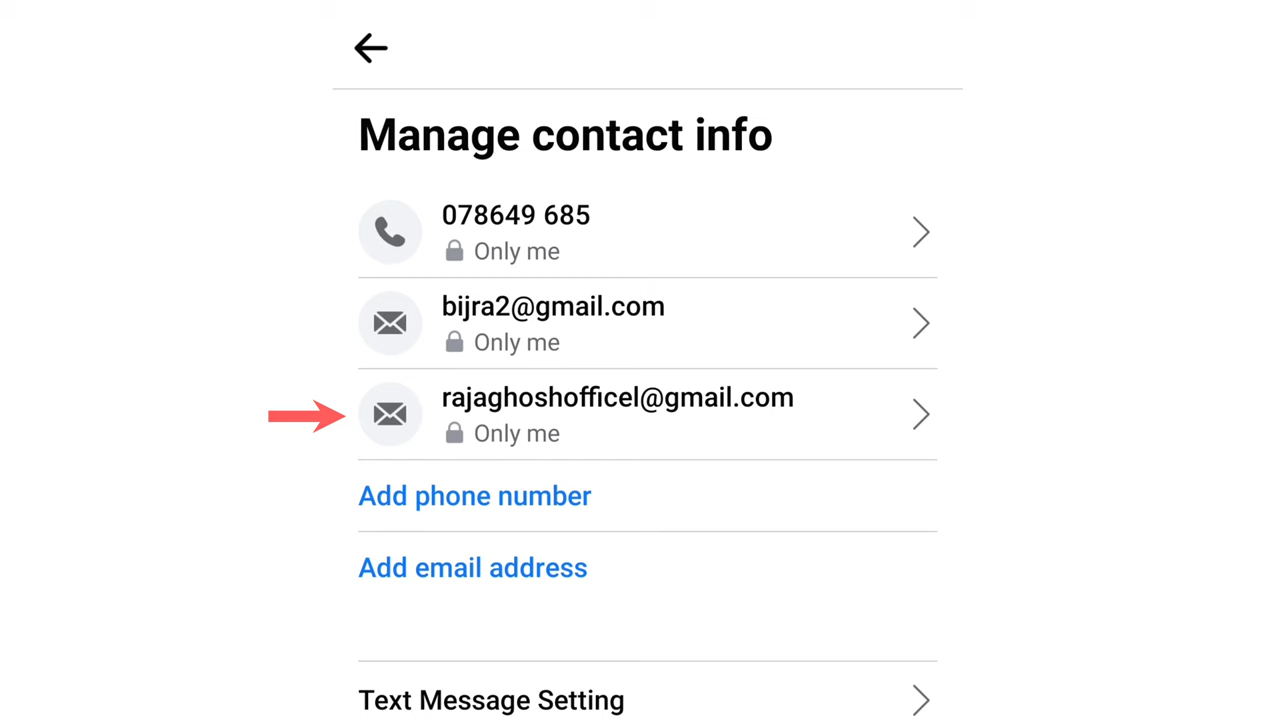 Manage contact info
078649 685
Only me
bijra2@gmail.com
Only me
rajaghoshofficel@gmail.com
Only me
Add phone number
Add email address
Text Message Setting